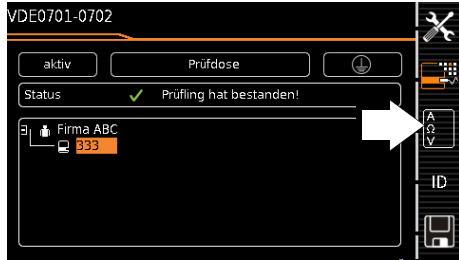 VDE0701-0702
aktiv
Prüfdose
Status
Prüfling hat bestanden!
Firma ABC
333
A
Ω
V
ID